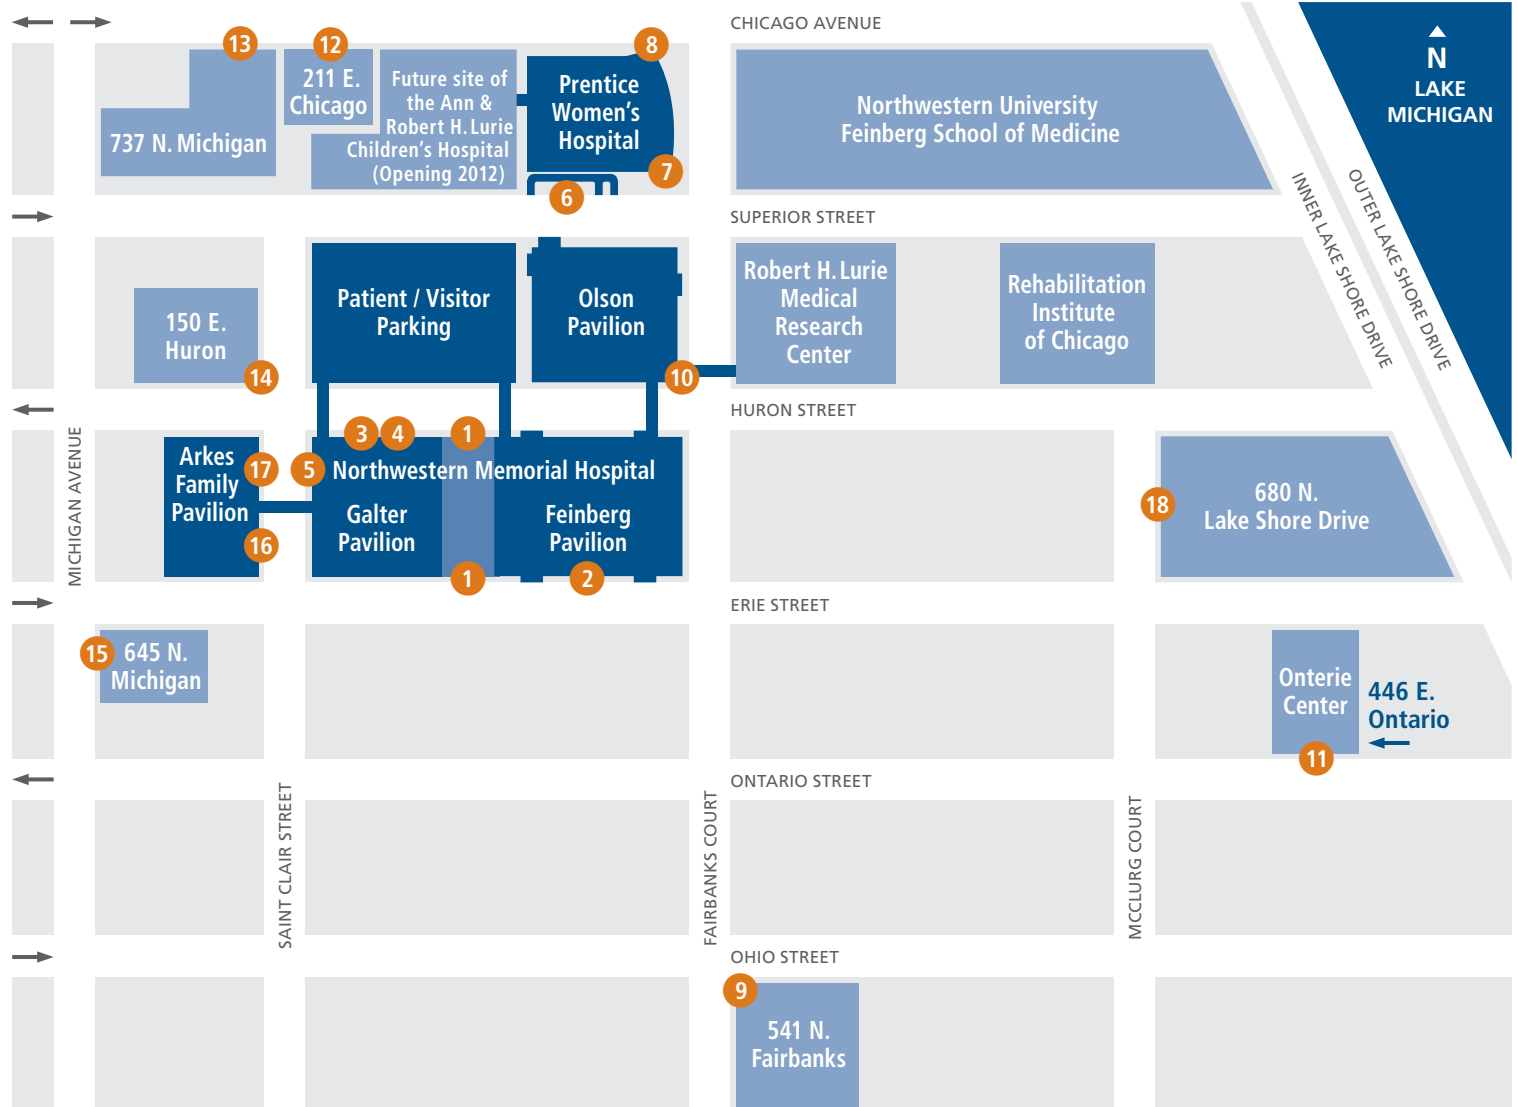 CHICAGO AVENUE
N
LAKE
MICHIGAN
13
12
8
737 N. Michigan
211 E.
Chicago
Future site of
the Ann &
Robert H. Lurie
Children's Hospital
(Opening 2012)
Prentice
Women's
Hospital
7
6
Northwestern University
Feinberg School of Medicine
INNER LAKE SHORE DRIVE
OUTER LAKE SHORE DRIVE
SUPERIOR STREET
150 E.
Huron
14
Patient / Visitor
Parking
Olson
Pavilion
10
Robert H. Lurie
Medical
Research
Center
Rehabilitation
Institute
of Chicago
HURON STREET
MICHIGAN AVENUE
Arkes
Family
Pavilion
17
16
3
4
1
5
Northwestern Memorial Hospital
Galter
Pavilion
Feinberg
Pavilion
1
2
18
680 N.
Lake Shore Drive
ERIE STREET
15
645 N.
Michigan
Onterie
Center
446 E.
Ontario
11
ONTARIO STREET
SAINT CLAIR STREET
FAIRBANKS COURT
MCCLURG COURT
OHIO STREET
9
541 N.
Fairbanks